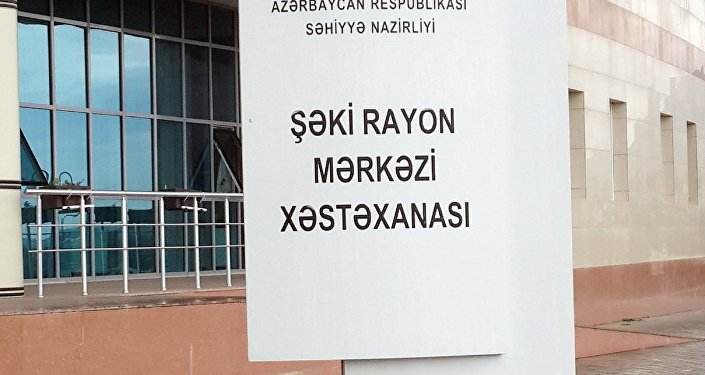 AZƏRBAYCAN RESPUBLİKASI
SƏHİYYƏ NAZİRLİYİ
ŞƏKİ RAYON
MƏRKƏZİ
XƏSTƏXANASI